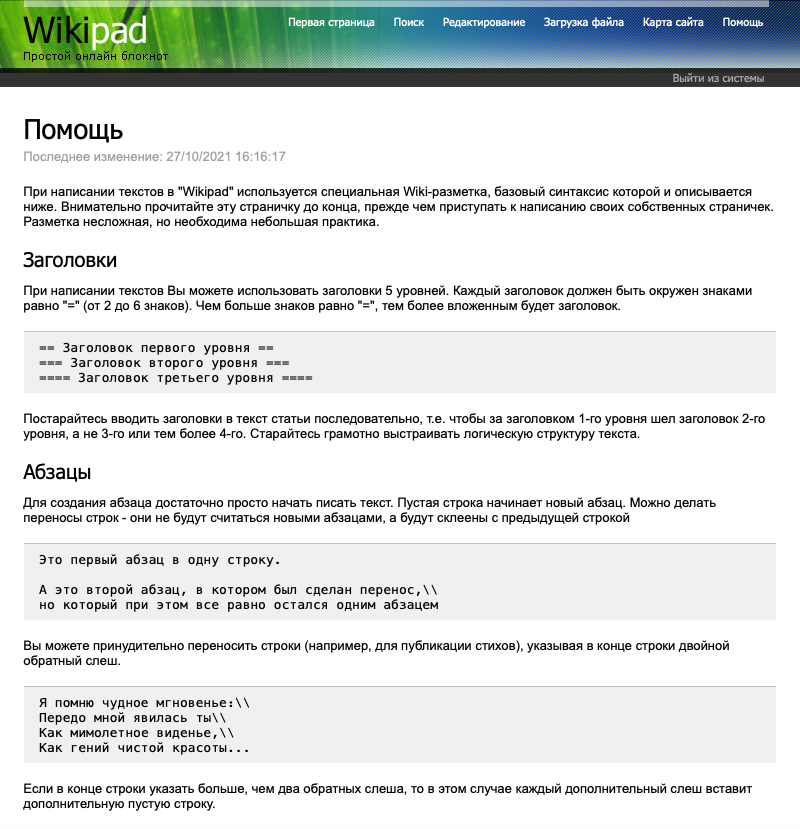 Wikipad
Простой онлайн блокнот
Первая страница Поиск Редактирование Загрузка файла Карта сайта Помощь
Выйти из системы
Помощь
Последнее изменение: 27/10/2021 16:16:17
При написании текстов в "Wikipad" используется специальная Wiki-разметка, базовый синтаксис которой и описывается
ниже. Внимательно прочитайте эту страничку до конца, прежде чем приступать к написанию своих собственных страничек.
Разметка несложная, но необходима небольшая практика.
Заголовки
При написании текстов Вы можете использовать заголовки 5 уровней. Каждый заголовок должен быть окружен знаками
равно "=" (от 2 до 6 знаков). Чем больше знаков равно "=", тем более вложенным будет заголовок.
== Заголовок первого уровня ==
=== Заголовок второго уровня ===
==== Заголовок третьего уровня ====
Постарайтесь вводить заголовки в текст статьи последовательно, т.е. чтобы за заголовком 1-го уровня шел заголовок 2-го
уровня, а не 3-го или тем более 4-го. Старайтесь грамотно выстраивать логическую структуру текста.
Абзацы
Для создания абзаца достаточно просто начать писать текст. Пустая строка начинает новый абзац. Можно делать
переносы строк - они не будут считаться новыми абзацами, а будут склеены с предыдущей строкой
Это первый абзац в одну строку.
А это второй абзац, в котором был сделан перенос,\\
но который при этом все равно остался одним абзацем
Вы можете принудительно переносить строки (например, для публикации стихов), указывая в конце строки двойной
обратный слеш.
Я помню чудное мгновенье:\\
Передо мной явилась ты\\
Как мимолетное виденье,\\
Как гений чистой красоты...
Если в конце строки указать больше, чем два обратных слеша, то в этом случае каждый дополнительный слеш вставит
дополнительную пустую строку.